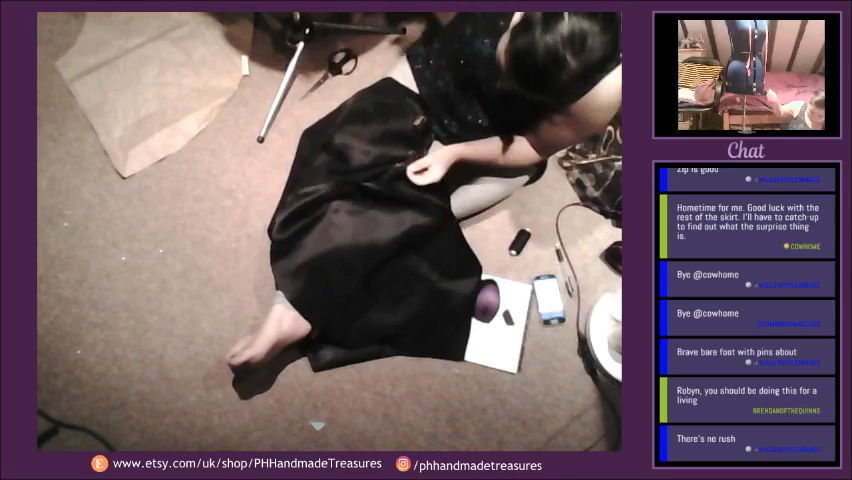 Chat
Zip is good
Hometime for me. Good luck with the
rest of the skirt. I'll have to catch-up
to find out what the surprise thing
is.
COWHOME
Bye @cowhome
Bye @cowhome
Brave bare foot with pins about
Robyn, you should be doing this for a
living
BRENDANOFTHEQUINNS
There's no rush
www.etsy.com/uk/shop/PHHandmadeTreasures
/phhandmadetreasures